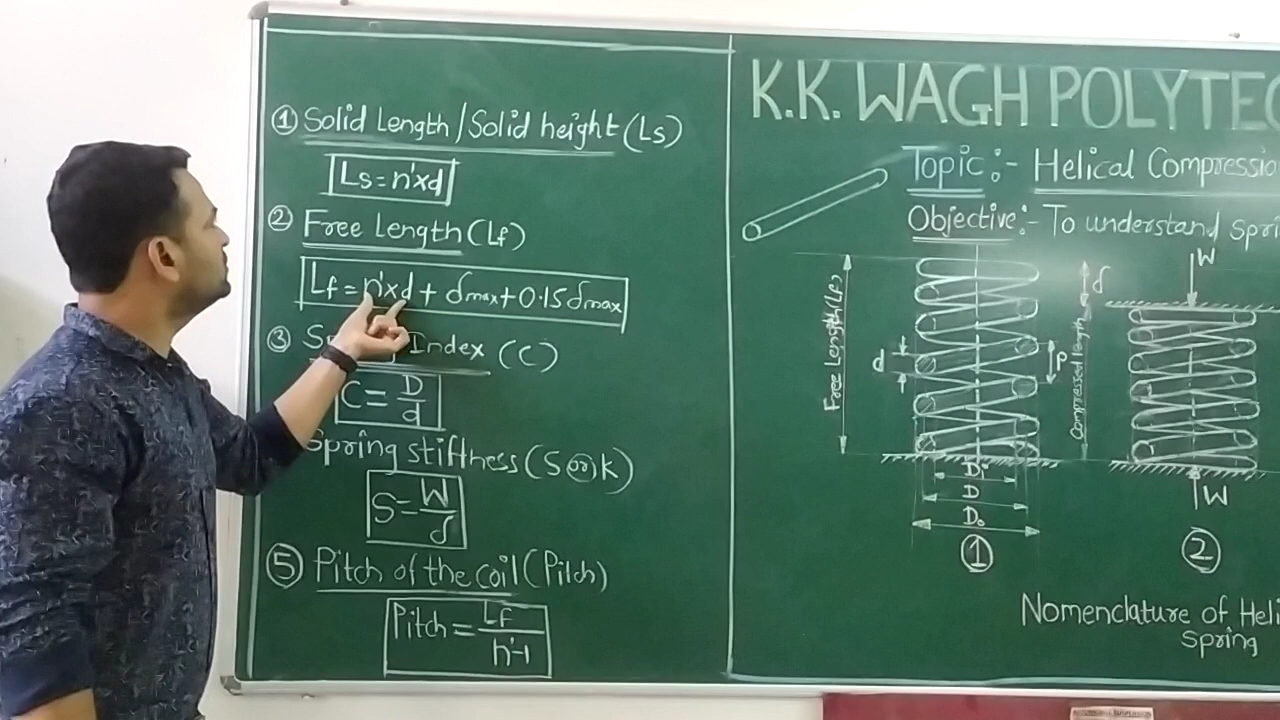 ① Solid Length/Solid height (Ls)
Ls = n'xd
② Free Length (Lf)
Lf = n'xd + δmax + 0.15 δmax
③ Index (C)
C = D/d
Spring stiffness (S or K)
S = W/δ
⑤ Pitch of the coil (Pitch)
Pitch = Lf/n'-1
K.K. WAGH POLYTEC
Topic:- Helical Compressio
Objective:- To understand Spri
Free Length (Lf)
d
P
δ
Compressed length
W
Di
D
Do
①
W
②
Nomenclature of Heli
Spring